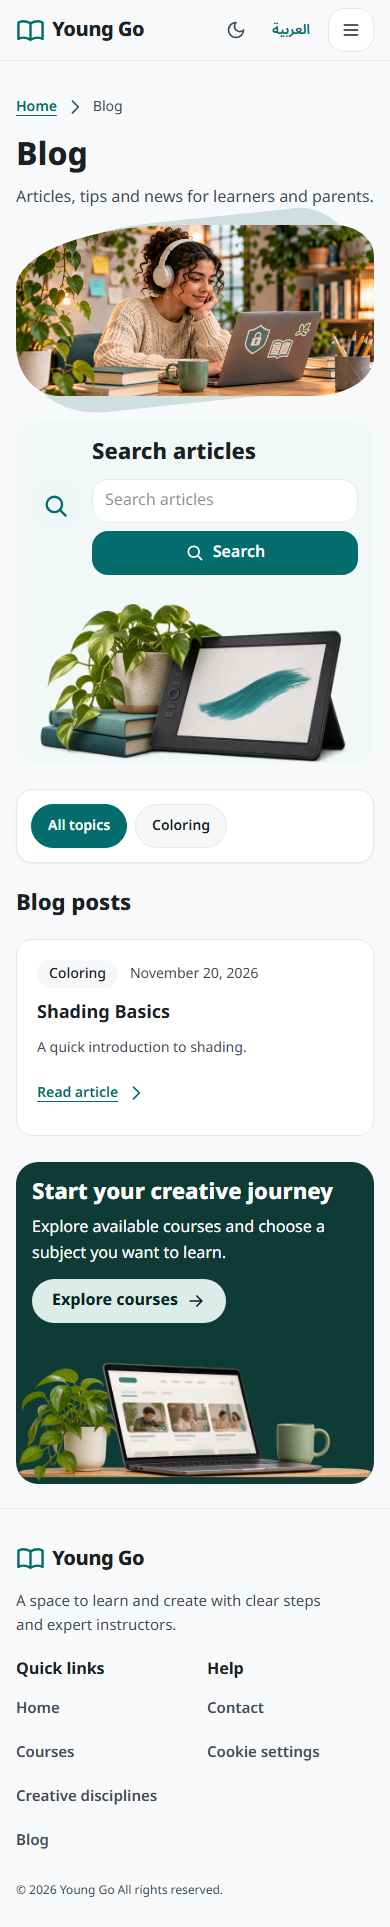 Young Go
العربية
Home
Blog
Blog
Articles, tips and news for learners and parents.
Search articles
Search articles
Search
All topics
Coloring
Blog posts
Coloring
November 20, 2026
Shading Basics
A quick introduction to shading.
Read article
Start your creative journey
Explore available courses and choose a
subject you want to learn.
Explore courses
Young Go
A space to learn and create with clear steps
and expert instructors.
Quick links
Help
Home
Contact
Courses
Cookie settings
Creative disciplines
Blog
© 2026 Young Go All rights reserved.